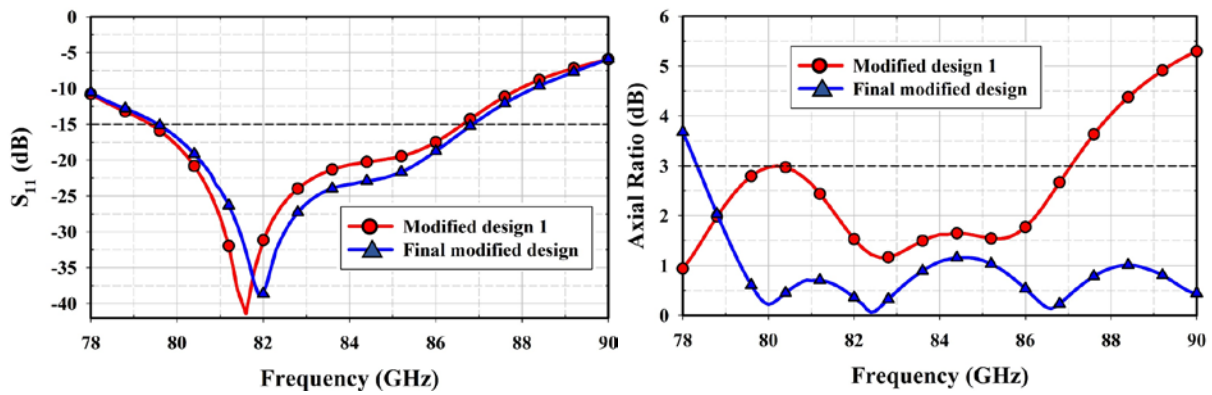 0
-5
-10
-15
-20
-25
-30
-35
-40
S11 (dB)
78 80 82 84 86 88 90
Frequency (GHz)
Modified design 1
Final modified design
6
5
4
3
2
1
0
Axial Ratio (dB)
78 80 82 84 86 88 90
Frequency (GHz)
Modified design 1
Final modified design